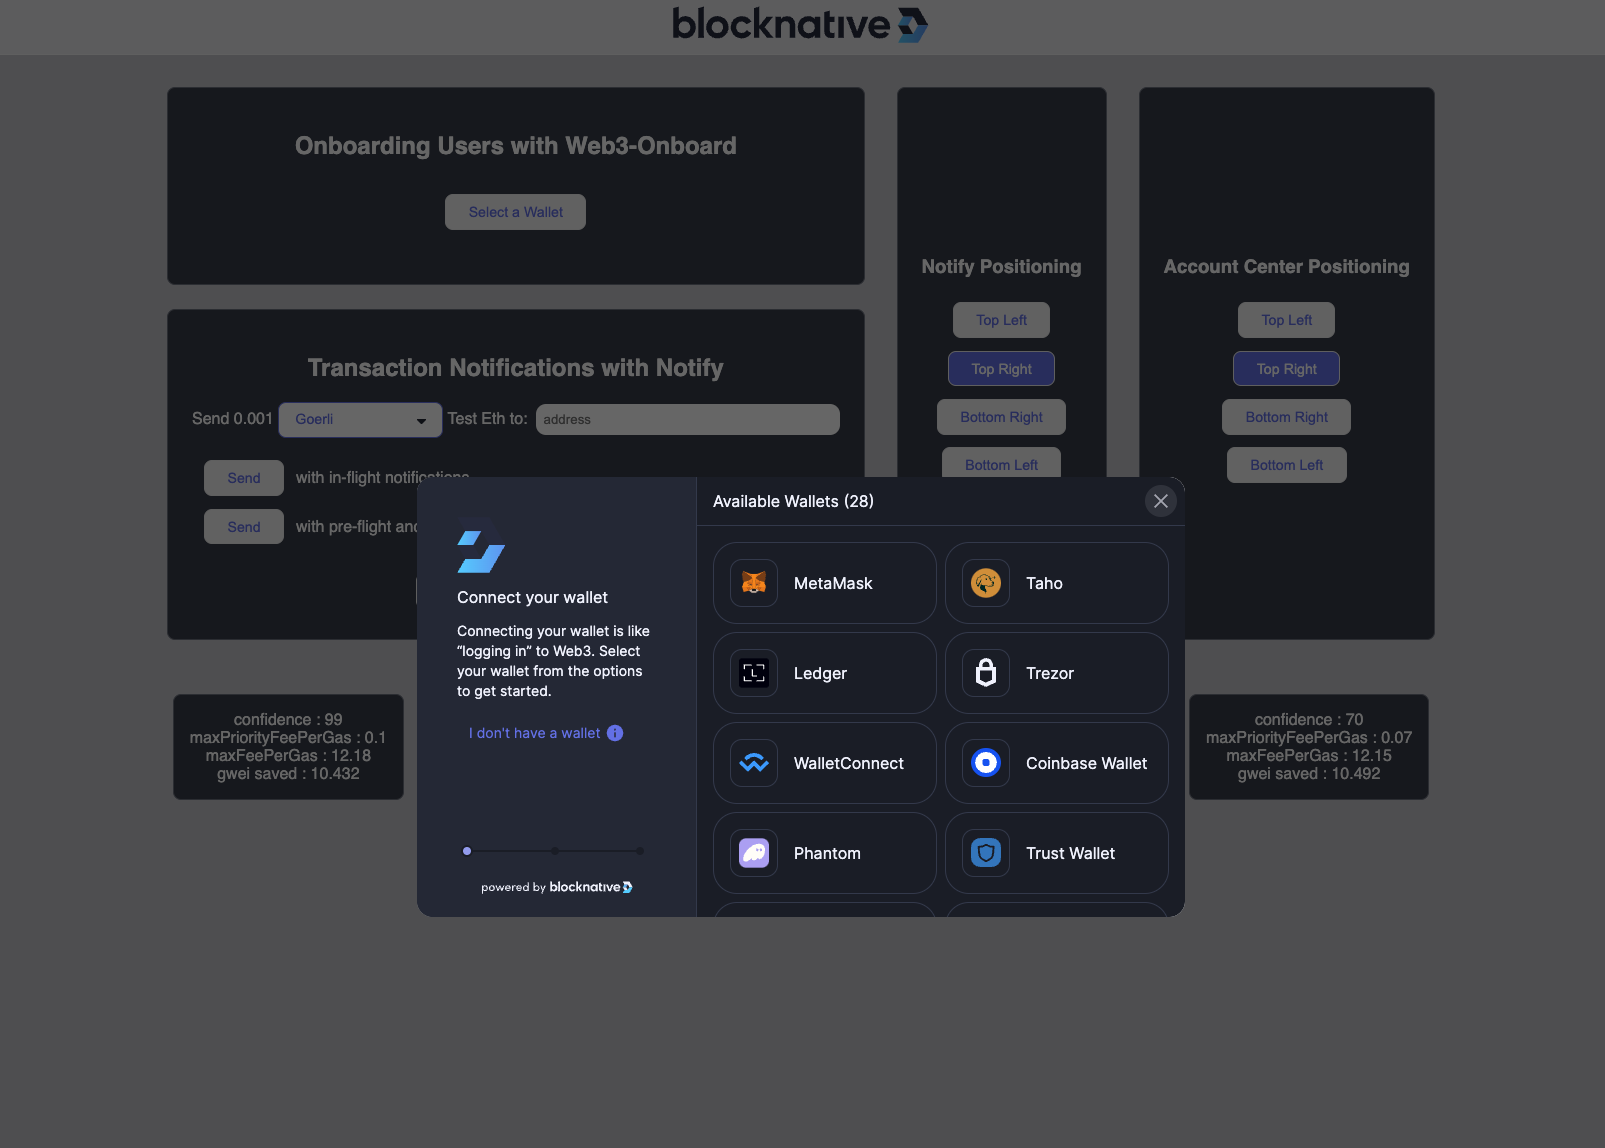 blocknative
Onboarding Users with Web3-Onboard
Select a Wallet
Transaction Notifications with Notify
Send 0.001 Goerli Test Eth to: address
Send with in-flight notifications
Send with pre-flight and
Notify Positioning
Top Left
Top Right
Bottom Right
Bottom Left
Account Center Positioning
Top Left
Top Right
Bottom Right
Bottom Left
Connect your wallet
Connecting your wallet is like
“logging in” to Web3. Select
your wallet from the options
to get started.
I don't have a wallet
powered by blocknative
Available Wallets (28)
MetaMask
Taho
Ledger
Trezor
WalletConnect
Coinbase Wallet
Phantom
Trust Wallet
confidence : 99
maxPriorityFeePerGas : 0.1
maxFeePerGas : 12.18
gwei saved : 10.432
confidence : 70
maxPriorityFeePerGas : 0.07
maxFeePerGas : 12.15
gwei saved : 10.492